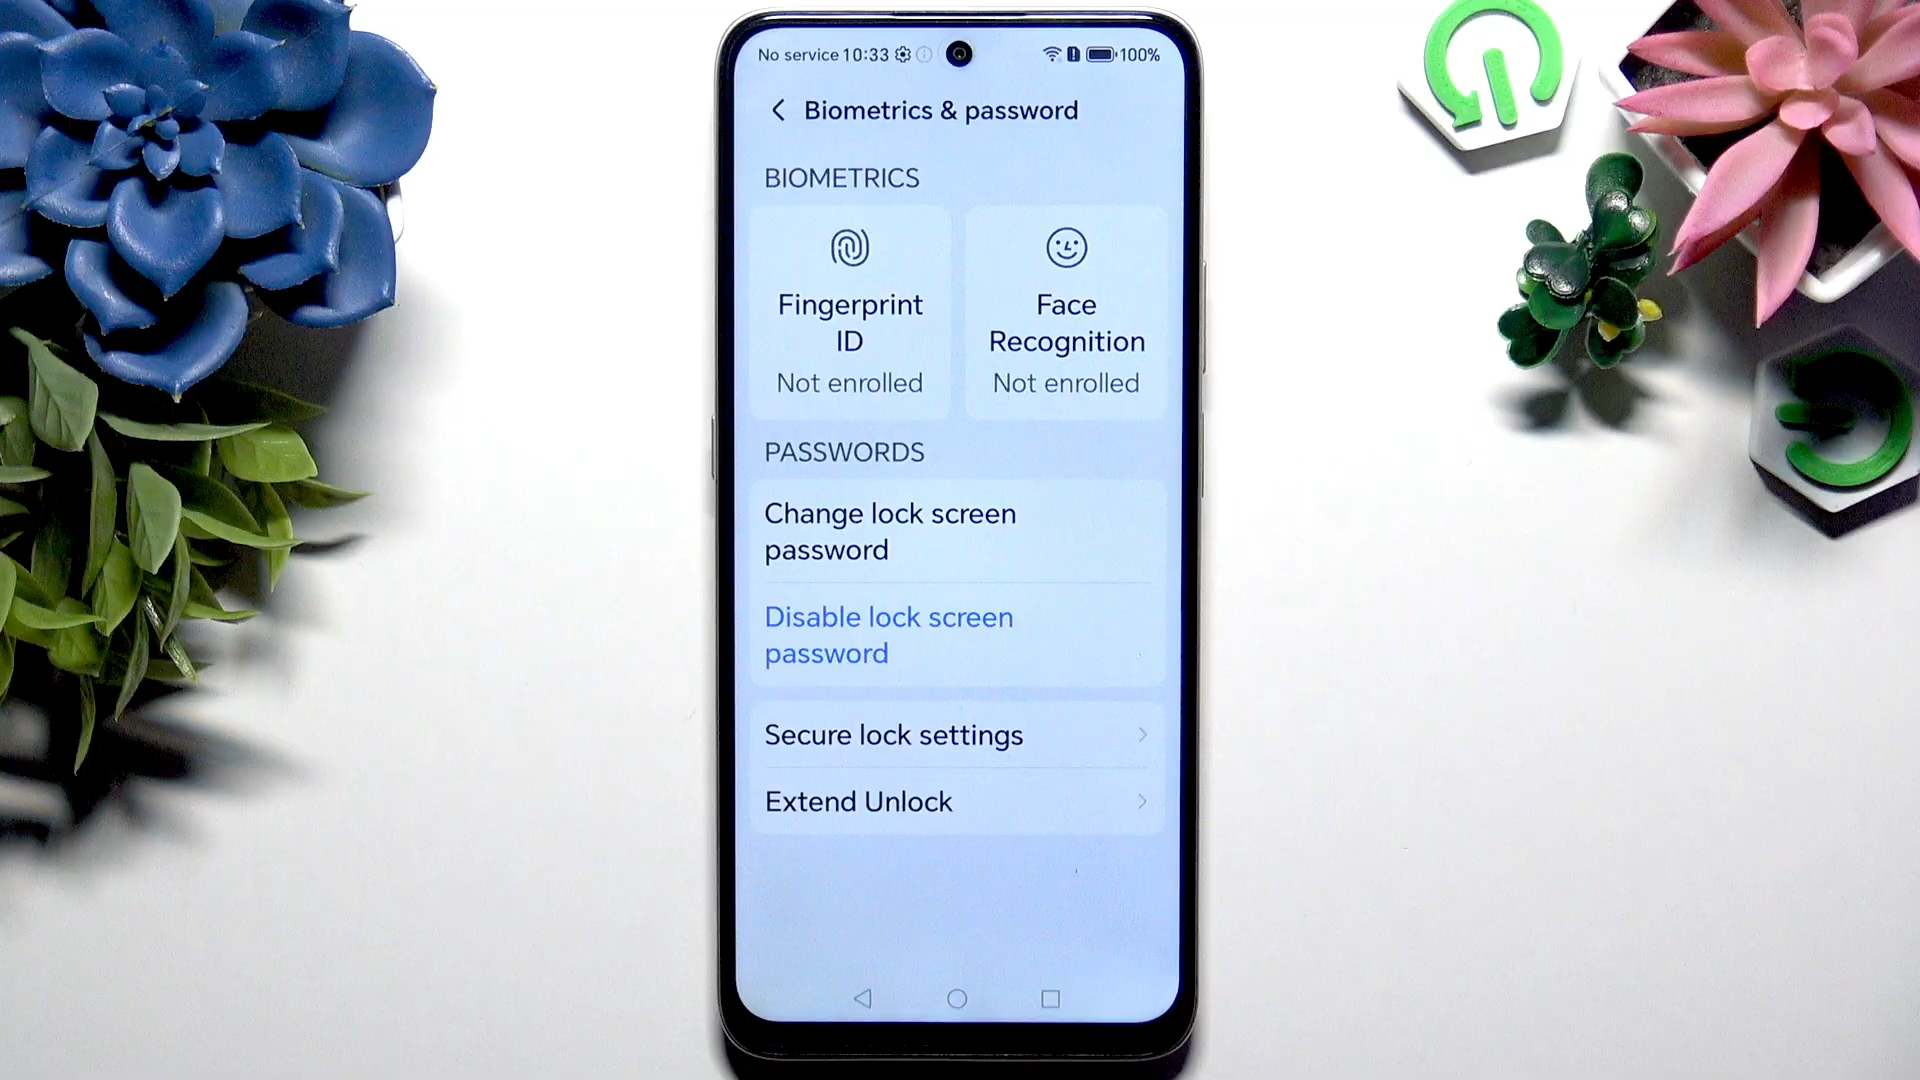 No service 10:33 100%
Biometrics & password
BIOMETRICS
Fingerprint
ID
Not enrolled
Face
Recognition
Not enrolled
PASSWORDS
Change lock screen
password
Disable lock screen
password
Secure lock settings
Extend Unlock